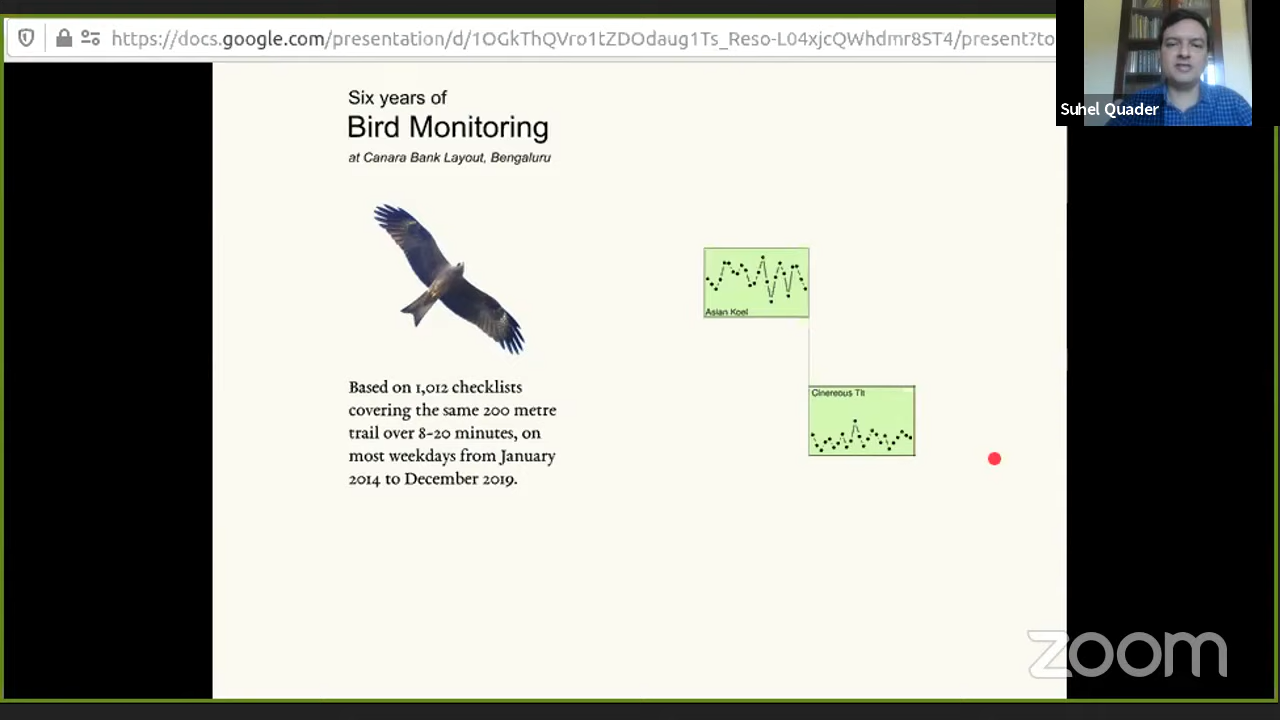 https://docs.google.com/presentation/d/1OGkThQVro1tZDOdaug1Ts_Reso-L04xjcQWhdmr8ST4/present?to
Suhel Quader
Six years of
Bird Monitoring
at Canara Bank Layout, Bengaluru
Asian Koel
Based on 1,012 checklists
covering the same 200 metre
trail over 8-20 minutes, on
most weekdays from January
2014 to December 2019.
Cinereous Tit
zoom